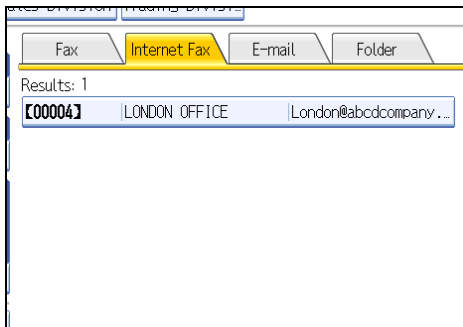 Fax Internet Fax E-mail Folder
Results: 1
【00004】 LONDON OFFICE London@abcdcompany...